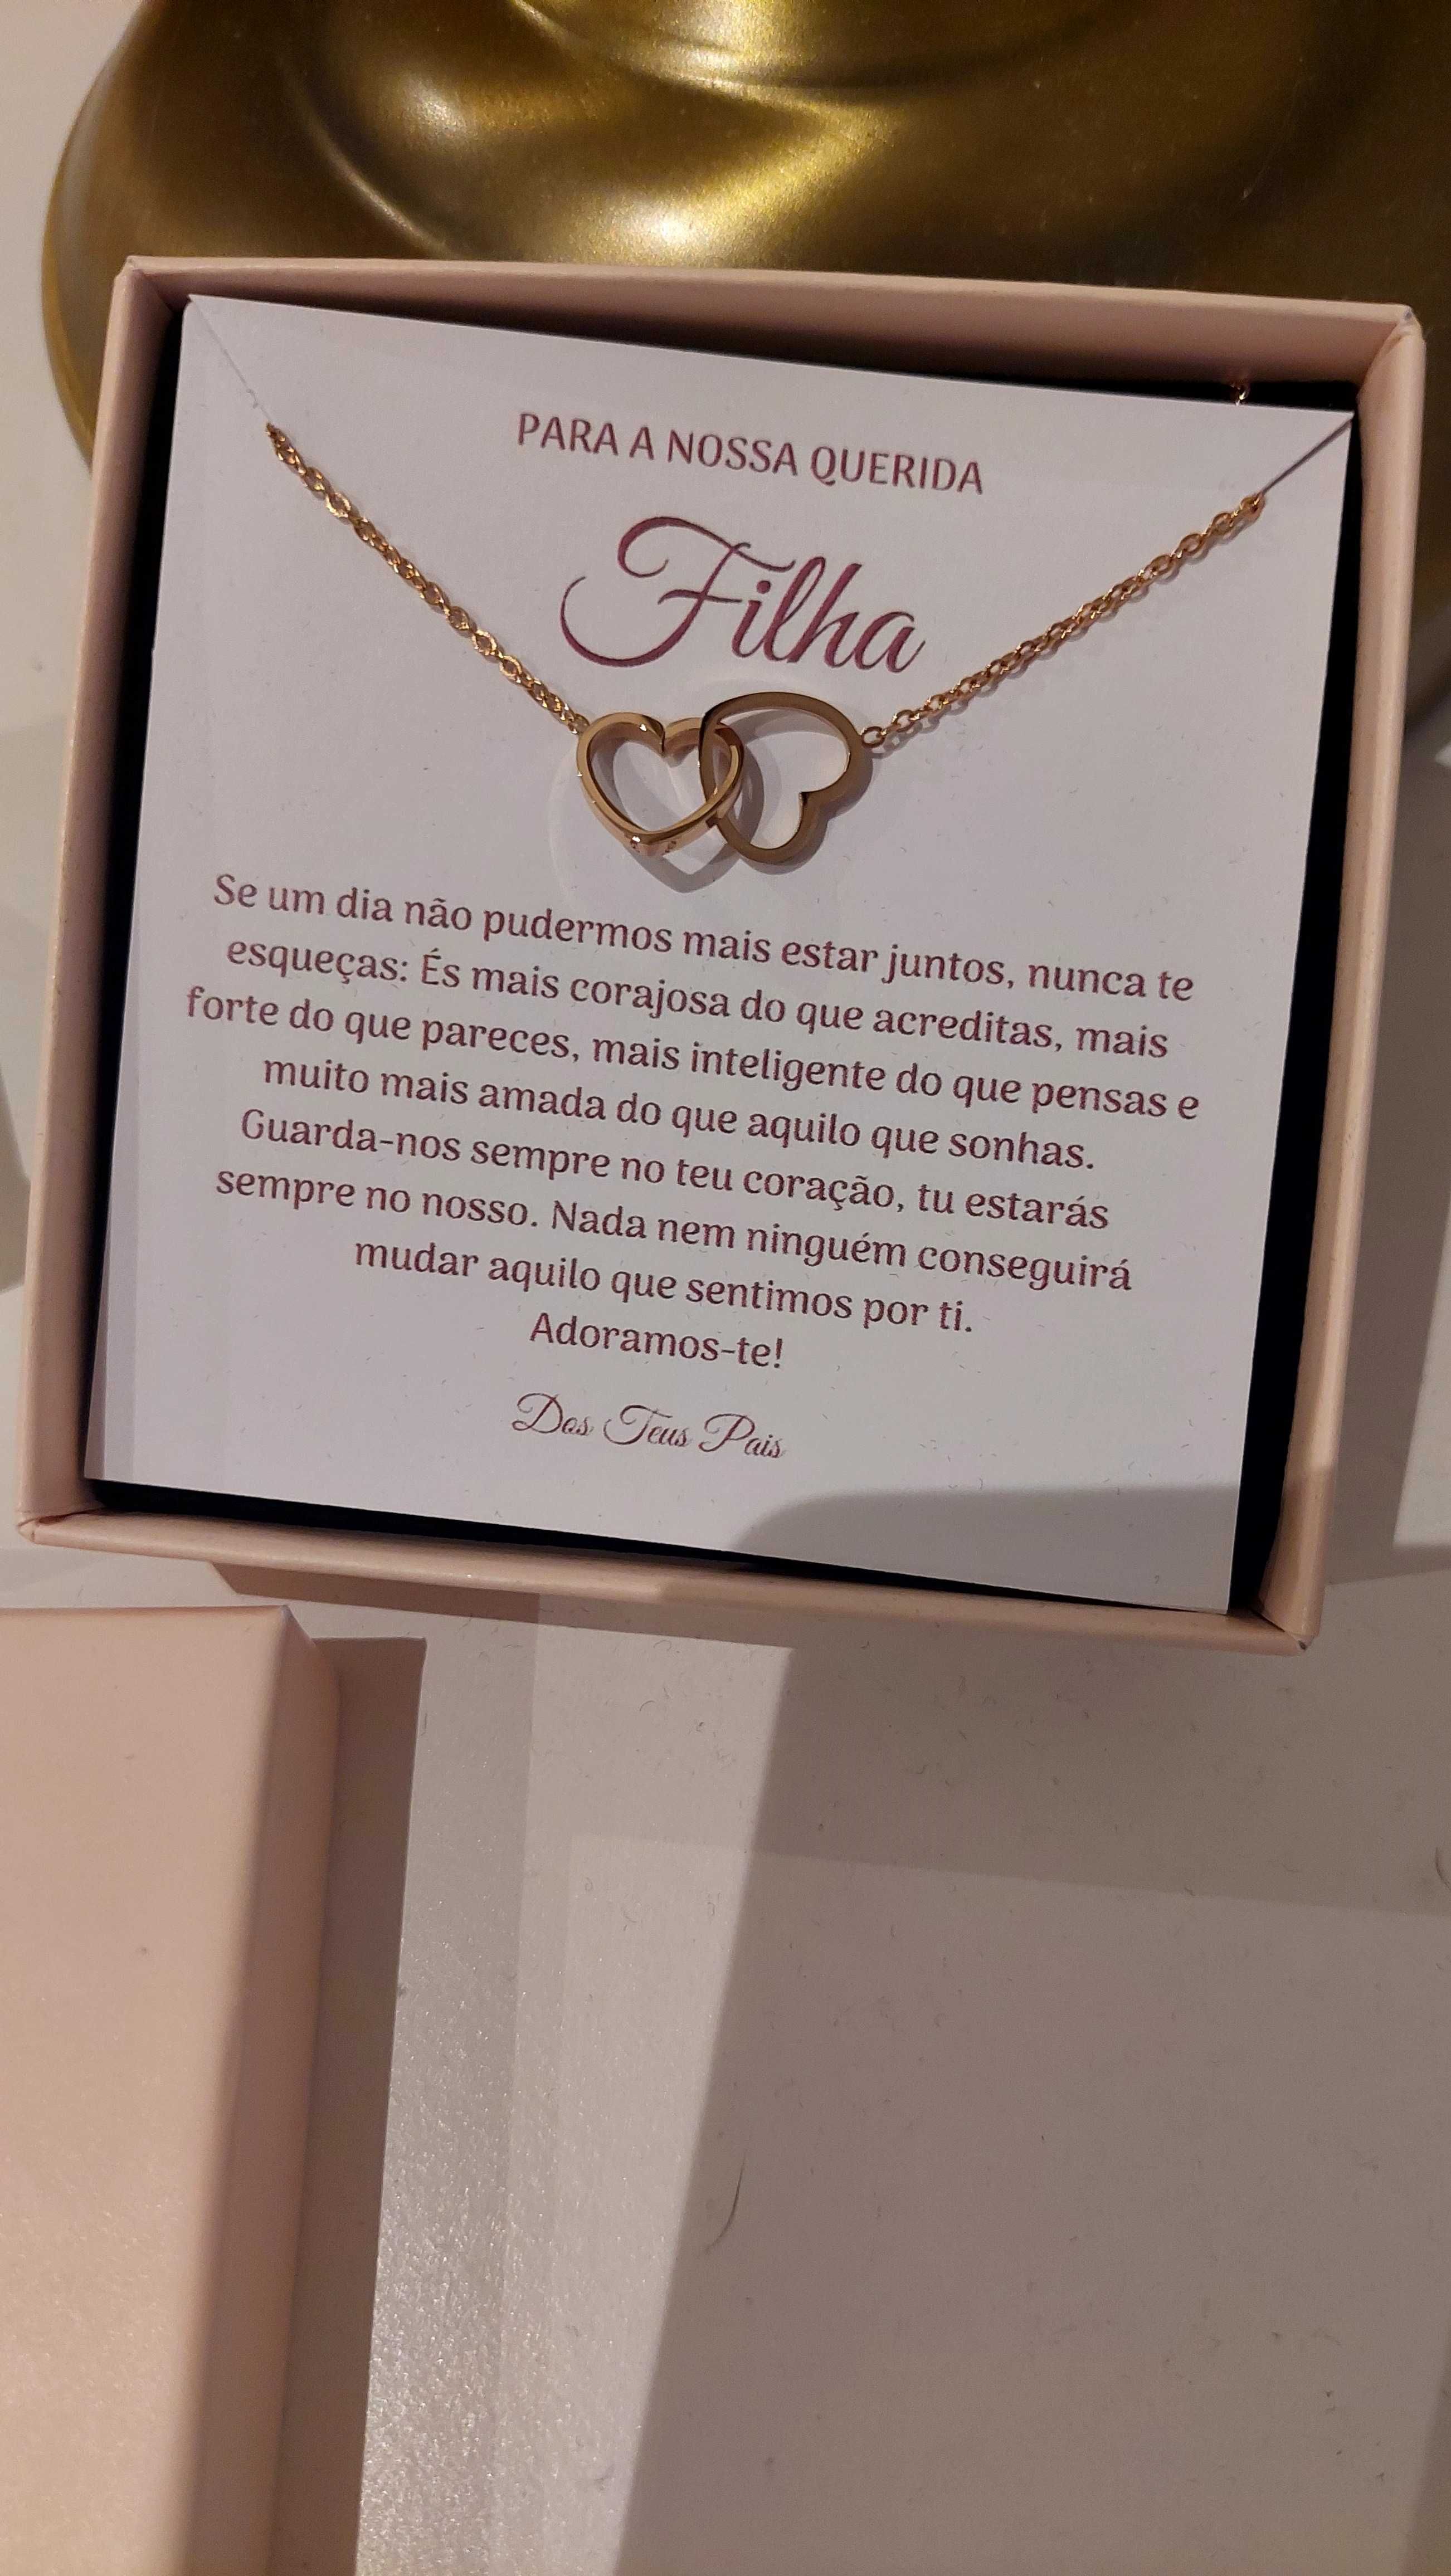 PARA A NOSSA QUERIDA
Filha
Se um dia não pudermos mais estar juntos, nunca te
esqueças: És mais corajosa do que acreditas, mais
forte do que pareces, mais inteligente do que pensas e
muito mais amada do que aquilo que sonhas.
Guarda-nos sempre no teu coração, tu estarás
sempre no nosso. Nada nem ninguém conseguirá
mudar aquilo que sentimos por ti.
Adoramos-te!
Dos Teus Pais